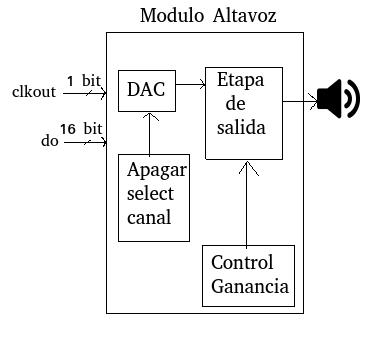 Modulo Altavoz
1 bit
clkout
16 bit
do
DAC
Etapa
de
salida
Apagar
select
canal
Control
Ganancia